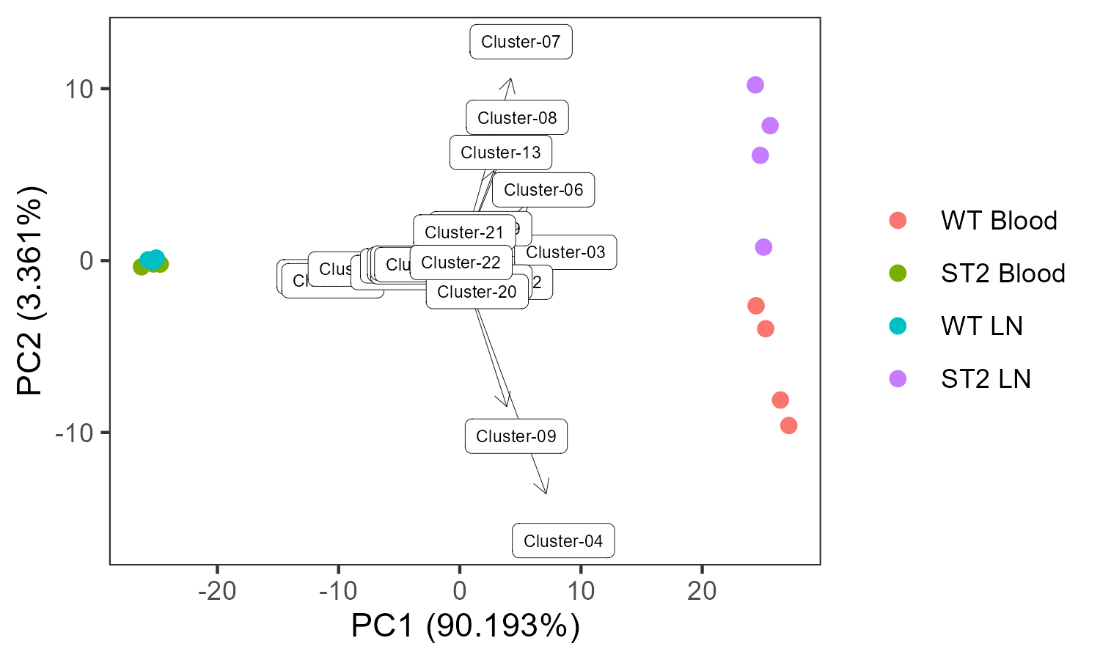 Cluster-07
Cluster-08
Cluster-13
Cluster-06
Cluster-21
Cluster-03
Cluster-22
Cluster-20
Cluster-09
Cluster-04
10
0
-10
-20
-10
0
10
20
PC1 (90.193%)
PC2 (3.361%)
WT Blood
ST2 Blood
WT LN
ST2 LN